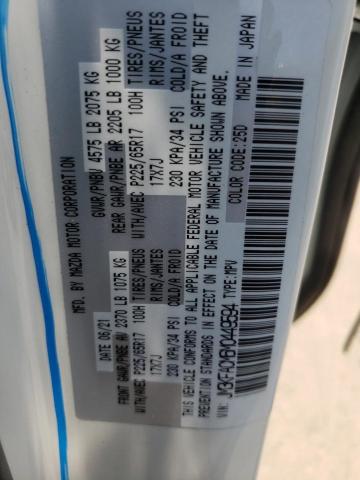 MFD. BY MAZDA MOTOR CORPORATION
DATE 06/21 GVWR/PNBV 4575 LB 2075 KG
FRONT GAWR/PNBE AV 2370 LB 1075 KG REAR GAWR/PNBE AR 2205 LB 1000 KG
WITH/AVEC P225/65R17 100H TIRES/PNEUS WITH/AVEC P225/65R17 100H TIRES/PNEUS
17X7J RIMS/JANTES 17X7J RIMS/JANTES
230 KPA/34 PSI COLD/A FROID 230 KPA/34 PSI COLD/A FROID
CONFORMS TO ALL APPLICABLE FEDERAL MOTOR VEHICLE SAFETY AND THEFT
PREVENTION STANDARDS IN EFFECT ON THE DATE OF MANUFACTURE SHOWN ABOVE.
VIN: JM3KFADM8M0449594 TYPE:MPV COLOR CODE:25D MADE IN JAPAN